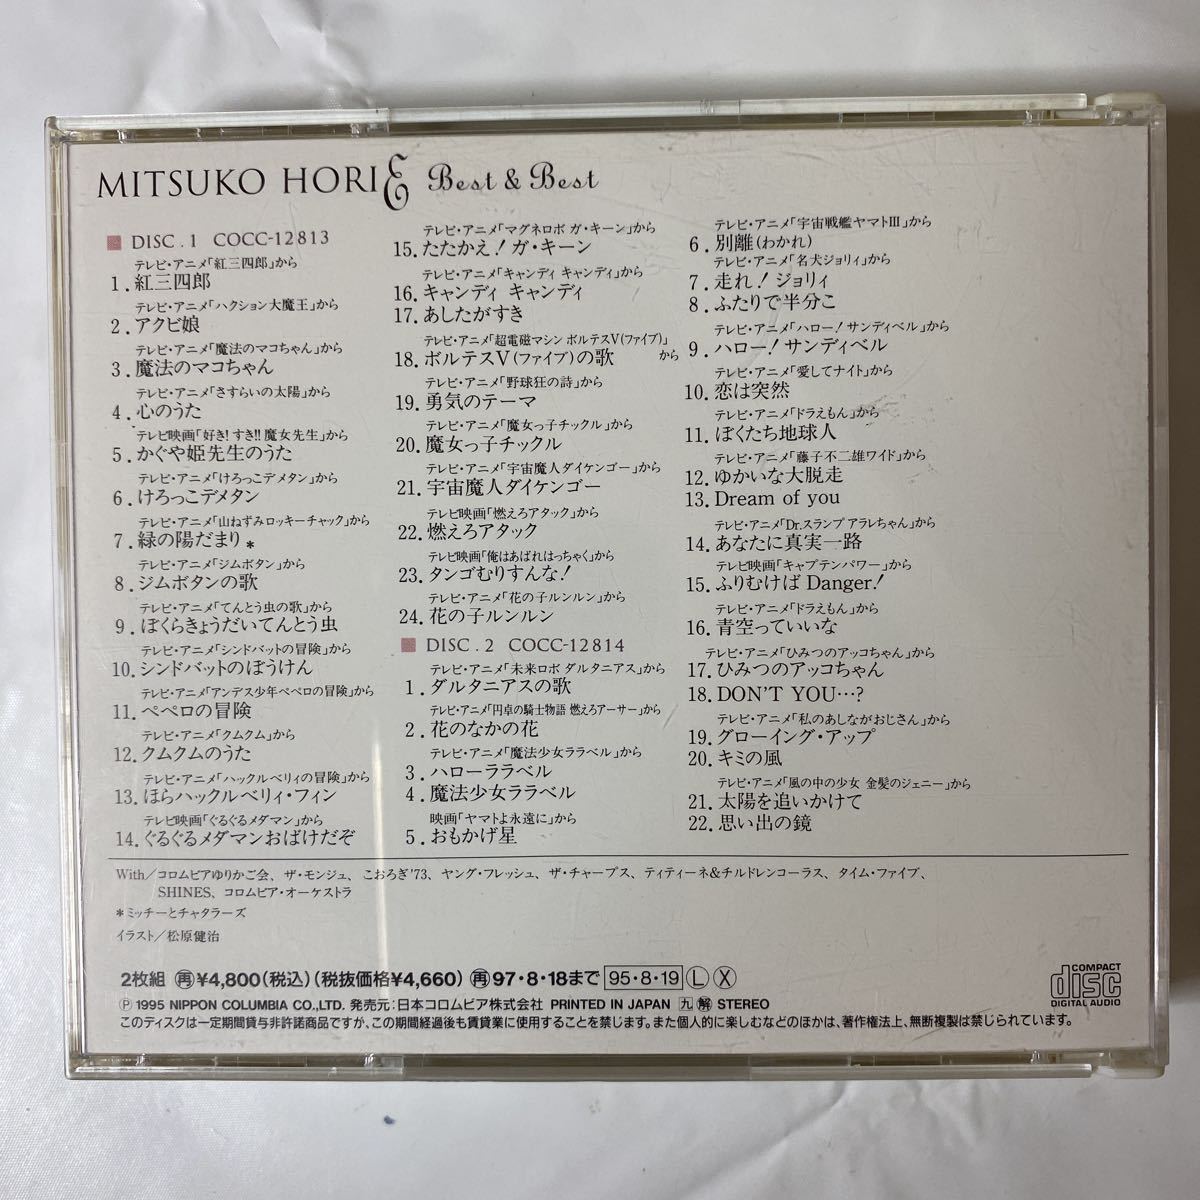 MITSUKO HORIE Best & Best
DISC . 1 COCC-12813
テレビ・アニメ「紅三四郎」から
1. 紅三四郎
テレビ・アニメ「ハクション大魔王」から
2. アクビ娘
テレビ・アニメ「魔法のマコちゃん」から
3. 魔法のマコちゃん
テレビ・アニメ「さすらいの太陽」から
4. 心のうた
テレビ映画「好き! すき!! 魔女先生」から
5. かぐや姫先生のうた
テレビ・アニメ「けろっこデメタン」から
6. けろっこデメタン
テレビ・アニメ「山ねずみロッキーチャック」から
7. 緑の陽だまり*
テレビ・アニメ「ジムボタン」から
8. ジムボタンの歌
テレビ・アニメ「てんとう虫の歌」から
9. ぼくらきょうだいてんとう虫
テレビ・アニメ「シンドバットの冒険」から
10. シンドバットのぼうけん
テレビ・アニメ「アンデス少年ペペロの冒険」から
11. ペペロの冒険
テレビ・アニメ「クムクム」から
12. クムクムのうた
テレビ・アニメ「ハックルベリィの冒険」から
13. ほらハックルベリィ・フィン
テレビ映画「ぐるぐるメダマン」から
14. ぐるぐるメダマンおばけだぞ
テレビ・アニメ「マグネロボ ガ・キーン」から
15. たたかえ! ガ・キーン
テレビ・アニメ「キャンディ キャンディ」から
16. キャンディ キャンディ
17. あしたがすき
テレビ・アニメ「超電磁マシン ボルテスV(ファイブ)」から
18. ボルテスV(ファイブ)の歌
テレビ・アニメ「野球狂の詩」から
19. 勇気のテーマ
テレビ・アニメ「魔女っ子チックル」から
20. 魔女っ子チックル
テレビ・アニメ「宇宙魔人ダイケンゴー」から
21. 宇宙魔人ダイケンゴー
テレビ映画「燃えろアタック」から
22. 燃えろアタック
テレビ映画「俺はあばれはっちゃく」から
23. タンゴむりすんな!
テレビ・アニメ「花の子ルンルン」から
24. 花の子ルンルン
DISC . 2 COCC-12814
テレビ・アニメ「未来ロボ ダルタニアス」から
1. ダルタニアスの歌
テレビ・アニメ「円卓の騎士物語 燃えろアーサー」から
2. 花のなかの花
テレビ・アニメ「魔法少女ララベル」から
3. ハローララベル
4. 魔法少女ララベル
映画「ヤマトよ永遠に」から
5. おもかげ星
テレビ・アニメ「宇宙戦艦ヤマトIII」から
6. 別離(わかれ)
テレビ・アニメ「名犬ジョリィ」から
7. 走れ! ジョリィ
8. ふたりで半分こ
テレビ・アニメ「ハロー! サンディベル」から
9. ハロー! サンディベル
テレビ・アニメ「愛してナイト」から
10. 恋は突然
テレビ・アニメ「ドラえもん」から
11. ぼくたち地球人
テレビ・アニメ「藤子不二雄ワイド」から
12. ゆかいな大脱走
13. Dream of you
テレビ・アニメ「Dr.スランプ アラレちゃん」から
14. あなたに真実一路
テレビ映画「キャプテンパワー」から
15. ふりむけば Danger!
テレビ・アニメ「ドラえもん」から
16. 青空っていいな
テレビ・アニメ「ひみつのアッコちゃん」から
17. ひみつのアッコちゃん
18. DON'T YOU…?
テレビ・アニメ「私のあしながおじさん」から
19. グローイング・アップ
20. キミの風
テレビ・アニメ「風の中の少女 金髪のジェニー」から
21. 太陽を追いかけて
22. 思い出の鏡
With/コロムビアゆりかご会、ザ・モンジュ、こおろぎ'73、ヤング・フレッシュ、ザ・チャープス、ティティーネ&チルドレンコーラス、タイム・ファイブ、
SHINES、コロムビア・オーケストラ
*ミッチーとチャタラーズ
イラスト/松原健治
2枚組 再¥4,800(税込)(税抜価格¥4,660) 再97・8・18まで 95・8・19 L X
Ⓟ1995 NIPPON COLUMBIA CO.,LTD. 発売元:日本コロムビア株式会社 PRINTED IN JAPAN 九 解 STEREO
このディスクは一定期間貸与非許諾商品ですが、この期間経過後も賃貸業に使用することを禁じます。また個人的に楽しむなどのほかは、著作権法上、無断複製は禁じられています。
COMPACT
disc
DIGITAL AUDIO